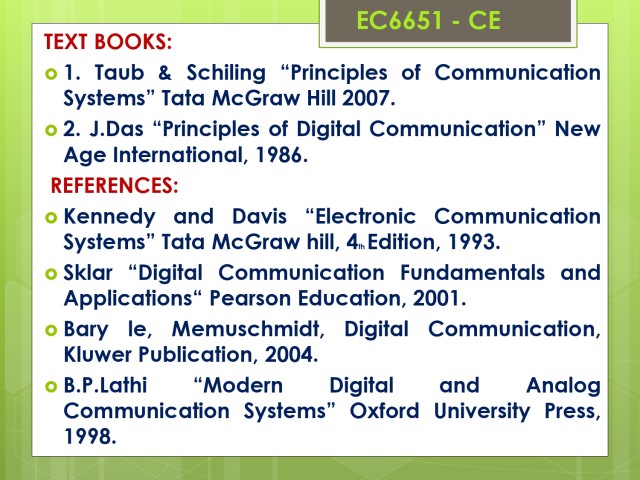 EC6651 - CE
TEXT BOOKS:
1. Taub & Schiling “Principles of Communication
Systems” Tata McGraw Hill 2007.
2. J.Das “Principles of Digital Communication” New
Age International, 1986.
REFERENCES:
Kennedy and Davis “Electronic Communication
Systems” Tata McGraw hill, 4th Edition, 1993.
Sklar “Digital Communication Fundamentals and
Applications“ Pearson Education, 2001.
Bary le, Memuschmidt, Digital Communication,
Kluwer Publication, 2004.
B.P.Lathi “Modern Digital and Analog
Communication Systems” Oxford University Press,
1998.